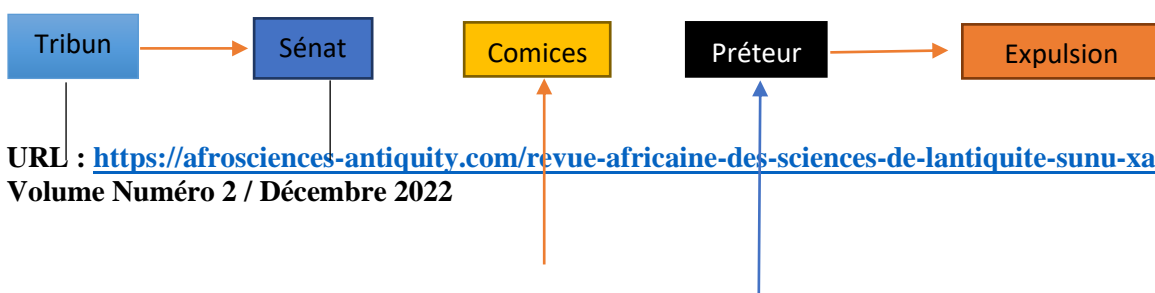 Tribun Sénat Comices Préteur Expulsion
URL : https://afrosciences-antiquity.com/revue-africaine-des-sciences-de-lantiquite-sunu-xa
Volume Numéro 2 / Décembre 2022